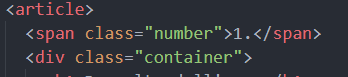 <article>
<span class="number">1.</span>
<div class="container">